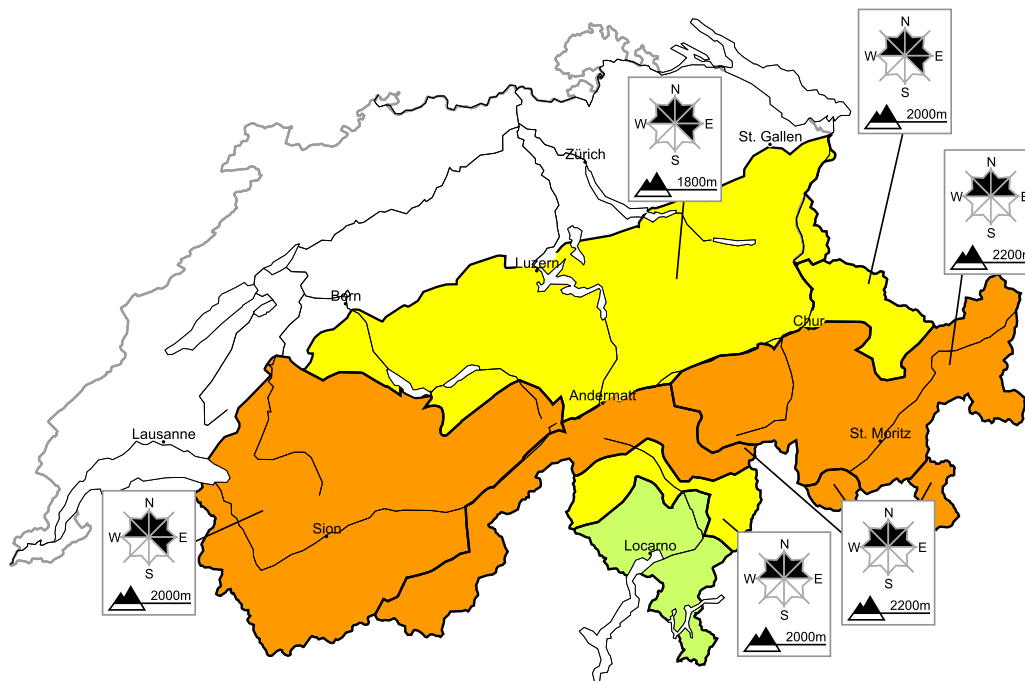 N
W E
S
2000m
N
W E
S
1800m
St. Gallen
Zürich
N
W E
S
2200m
Luzern
Bern
Chur
Andermatt
Lausanne
St. Moritz
N
W E
S
2000m
Sion
Locarno
N
W E
S
2200m
N
W E
S
2000m